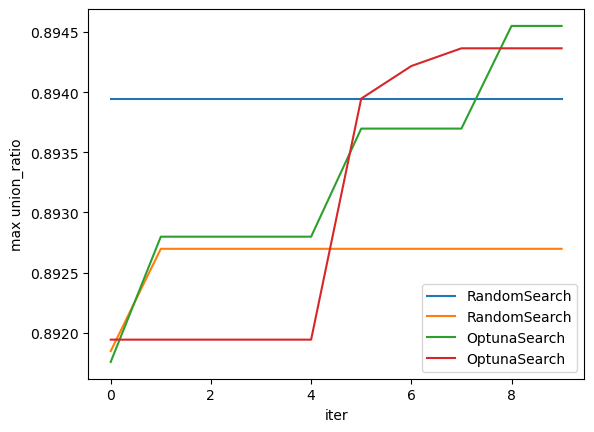 0.8945
0.8940
0.8935
0.8930
0.8925
0.8920
max union_ratio
0 2 4 6 8
iter
RandomSearch
RandomSearch
OptunaSearch
OptunaSearch